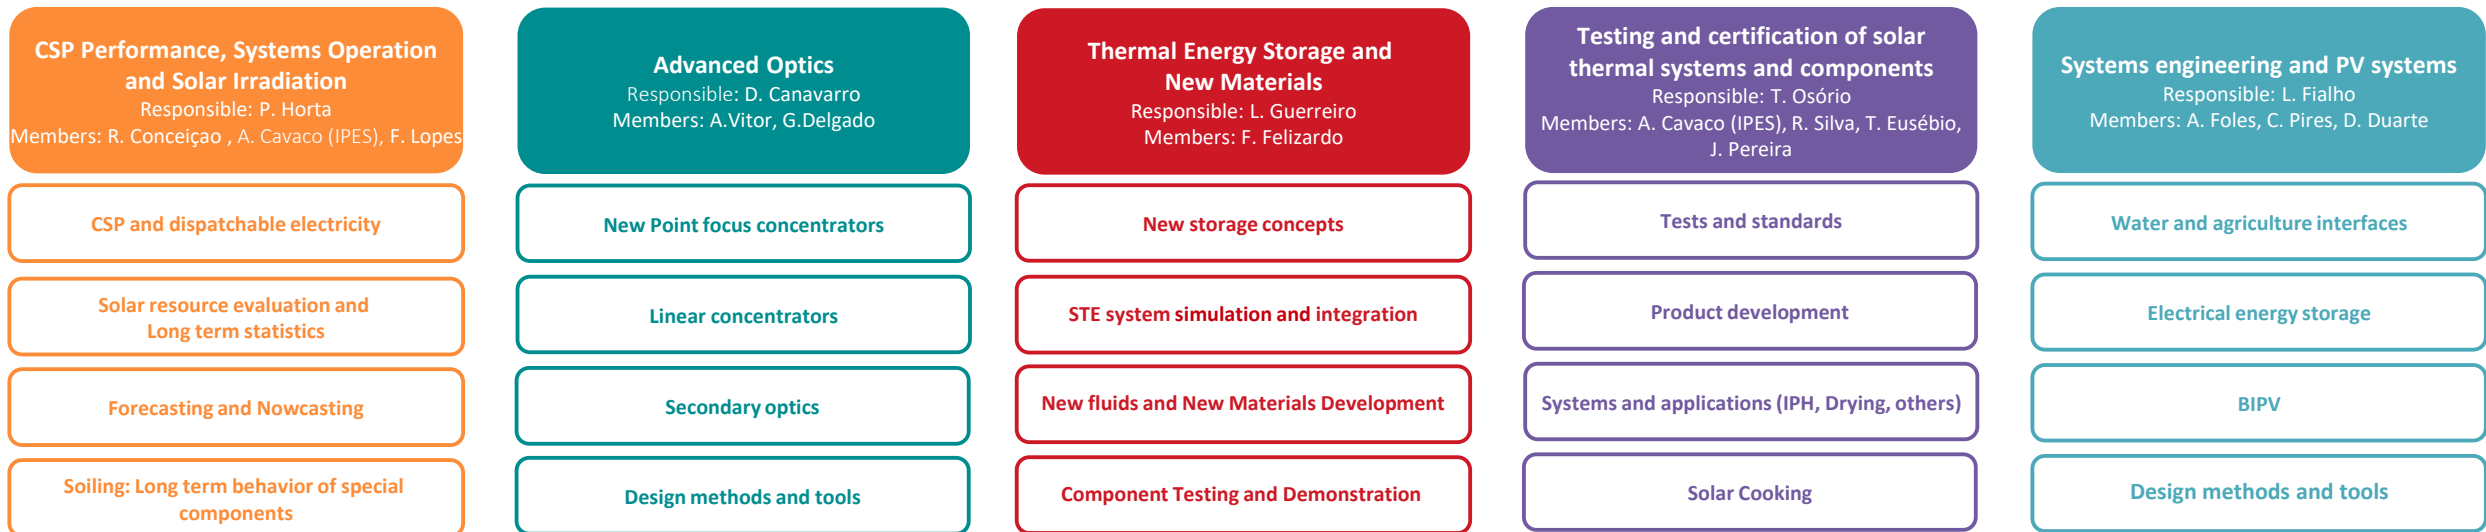 CSP Performance, Systems Operation
and Solar Irradiation
Responsible: P. Horta
Members: R. Conceiçao , A. Cavaco (IPES), F. Lopes
CSP and dispatchable electricity
Solar resource evaluation and
Long term statistics
Forecasting and Nowcasting
Soiling: Long term behavior of special
components
Advanced Optics
Responsible: D. Canavarro
Members: A.Vitor, G.Delgado
New Point focus concentrators
Linear concentrators
Secondary optics
Design methods and tools
Thermal Energy Storage and
New Materials
Responsible: L. Guerreiro
Members: F. Felizardo
New storage concepts
STE system simulation and integration
New fluids and New Materials Development
Component Testing and Demonstration
Testing and certification of solar
thermal systems and components
Responsible: T. Osório
Members: A. Cavaco (IPES), R. Silva, T. Eusébio,
J. Pereira
Tests and standards
Product development
Systems and applications (IPH, Drying, others)
Solar Cooking
Systems engineering and PV systems
Responsible: L. Fialho
Members: A. Foles, C. Pires, D. Duarte
Water and agriculture interfaces
Electrical energy storage
BIPV
Design methods and tools